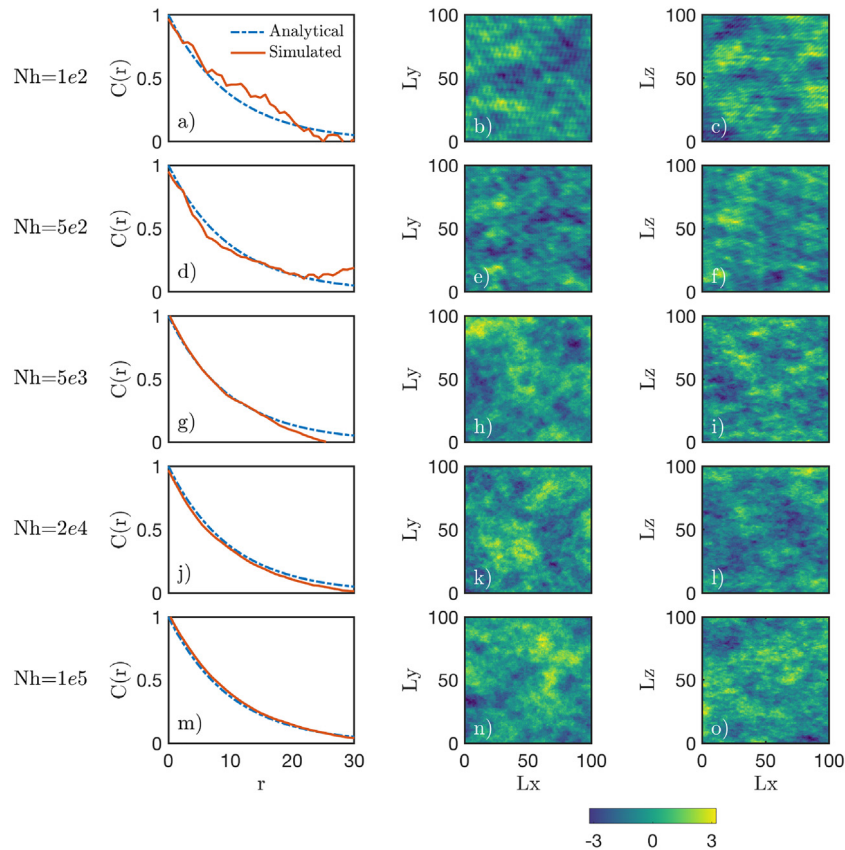 Nh=1e2
C(r)
1
0.5
0
Analytical
Simulated
a)
Ly
100
50
0
b)
Lz
100
50
0
c)
Nh=5e2
C(r)
1
0.5
0
d)
Ly
100
50
0
e)
Lz
100
50
0
f)
Nh=5e3
C(r)
1
0.5
0
g)
Ly
100
50
0
h)
Lz
100
50
0
i)
Nh=2e4
C(r)
1
0.5
0
j)
Ly
100
50
0
k)
Lz
100
50
0
l)
Nh=1e5
C(r)
1
0.5
0
m)
0 10 20 30
r
Ly
100
50
0
n)
0 50 100
Lx
Lz
100
50
0
o)
0 50 100
Lx
-3 0 3